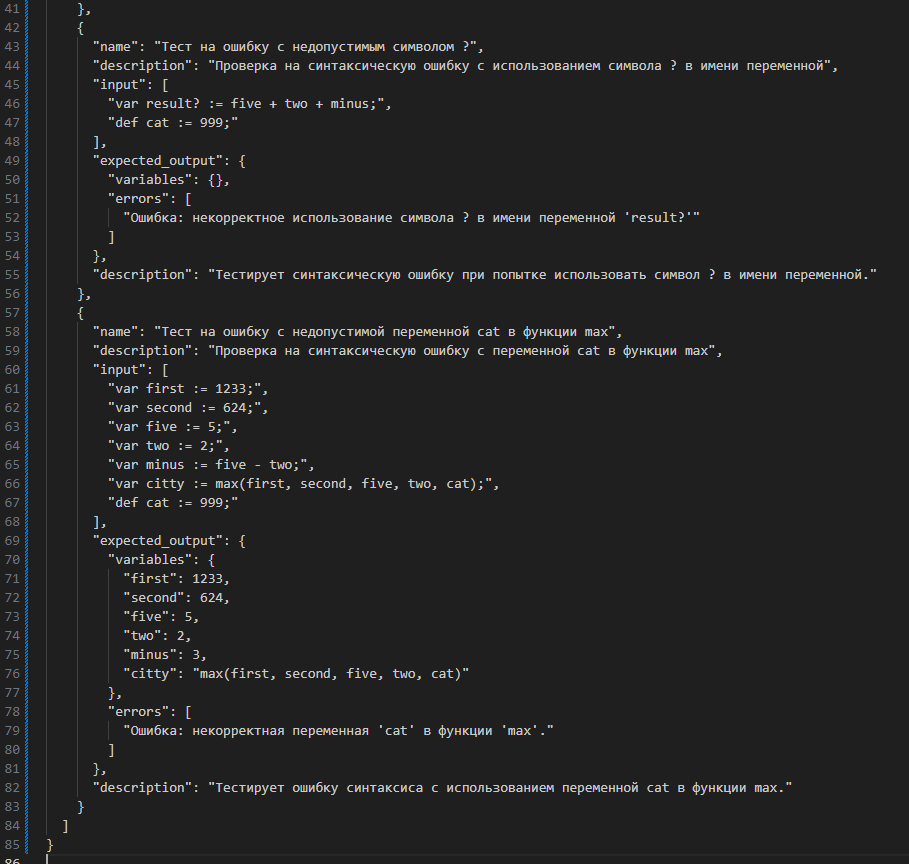 41 },
42 {
43 "name": "Тест на ошибку с недопустимым символом ?",
44 "description": "Проверка на синтаксическую ошибку с использованием символа ? в имени переменной",
45 "input": [
46 "var result? := five + two + minus;",
47 "def cat := 999;"
48 ],
49 "expected_output": {
50 "variables": {},
51 "errors": [
52 "Ошибка: некорректное использование символа ? в имени переменной 'result?'"
53 ]
54 },
55 "description": "Тестирует синтаксическую ошибку при попытке использовать символ ? в имени переменной."
56 },
57 {
58 "name": "Тест на ошибку с недопустимой переменной cat в функции max",
59 "description": "Проверка на синтаксическую ошибку с переменной cat в функции max",
60 "input": [
61 "var first := 1233;",
62 "var second := 624;",
63 "var five := 5;",
64 "var two := 2;",
65 "var minus := five - two;",
66 "var citty := max(first, second, five, two, cat);",
67 "def cat := 999;"
68 ],
69 "expected_output": {
70 "variables": {
71 "first": 1233,
72 "second": 624,
73 "five": 5,
74 "two": 2,
75 "minus": 3,
76 "citty": "max(first, second, five, two, cat)"
77 },
78 "errors": [
79 "Ошибка: некорректная переменная 'cat' в функции 'max'."
80 ]
81 },
82 "description": "Тестирует ошибку синтаксиса с использованием переменной cat в функции max."
83 }
84 ]
85 }
86